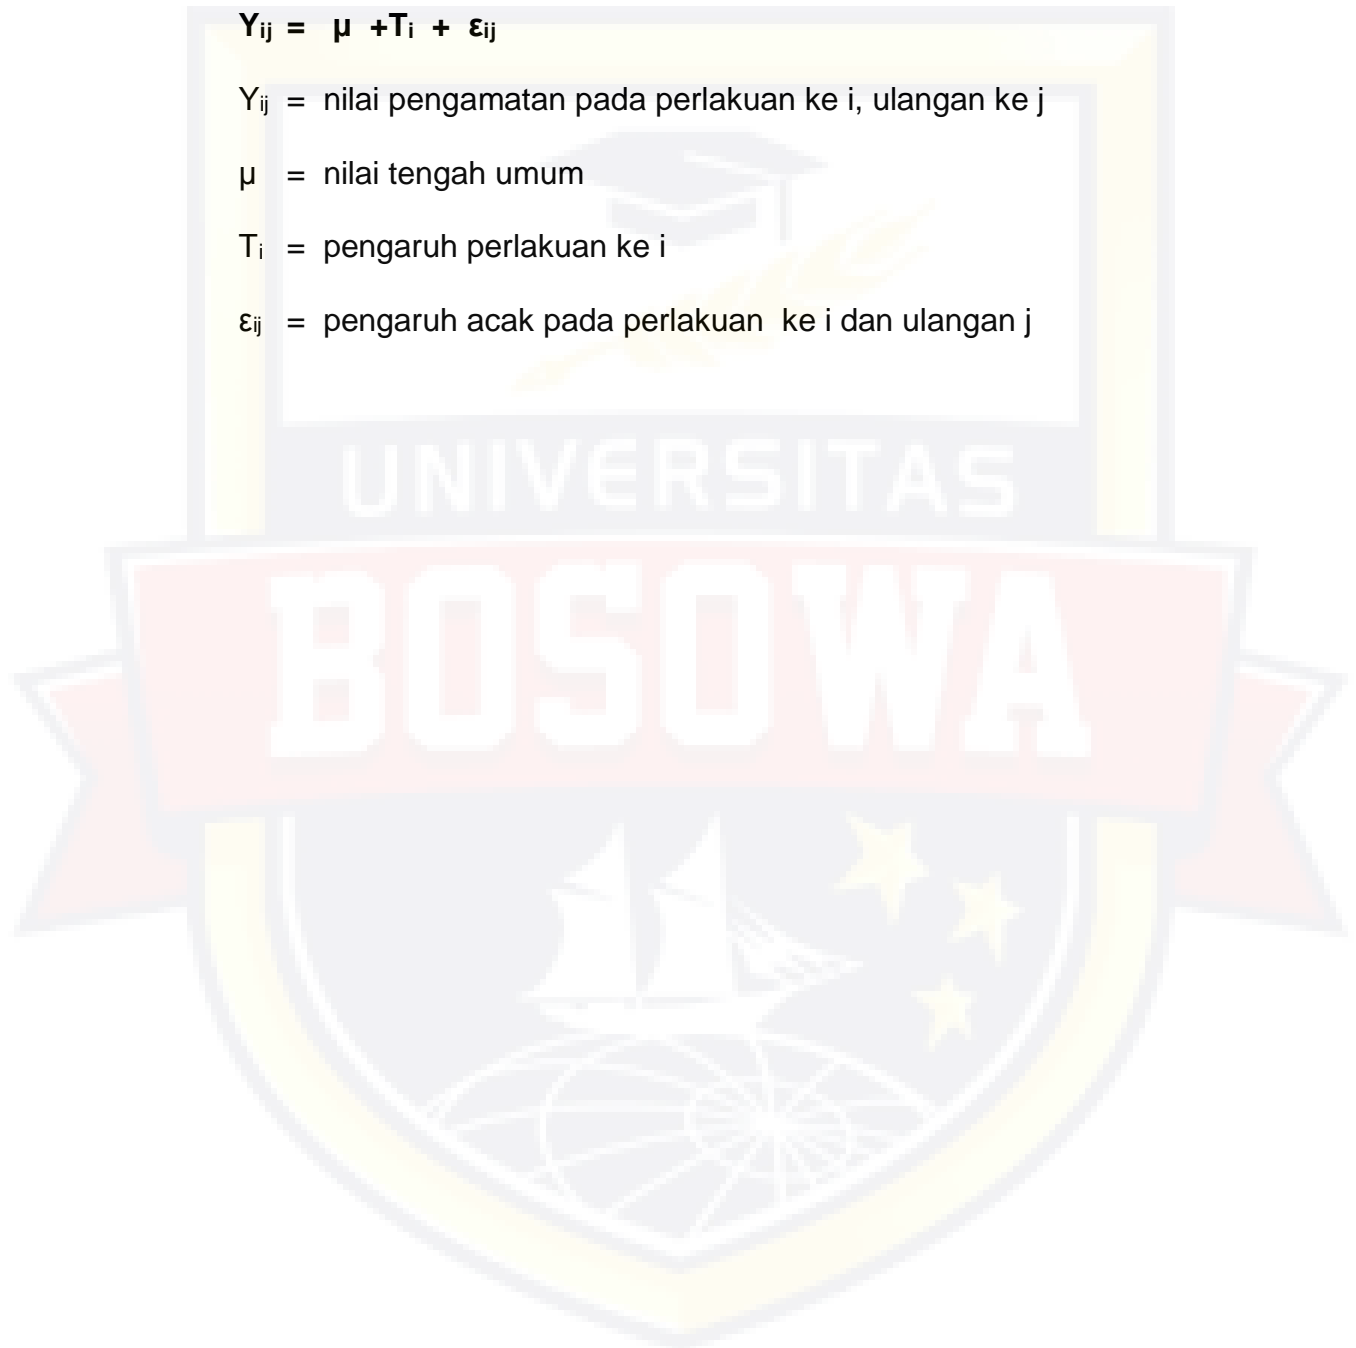 Yij = µ +Ti + εij
Yij = nilai pengamatan pada perlakuan ke i, ulangan ke j
µ = nilai tengah umum
Ti = pengaruh perlakuan ke i
εij = pengaruh acak pada perlakuan ke i dan ulangan j
UNIVERSITAS
BOSOWA